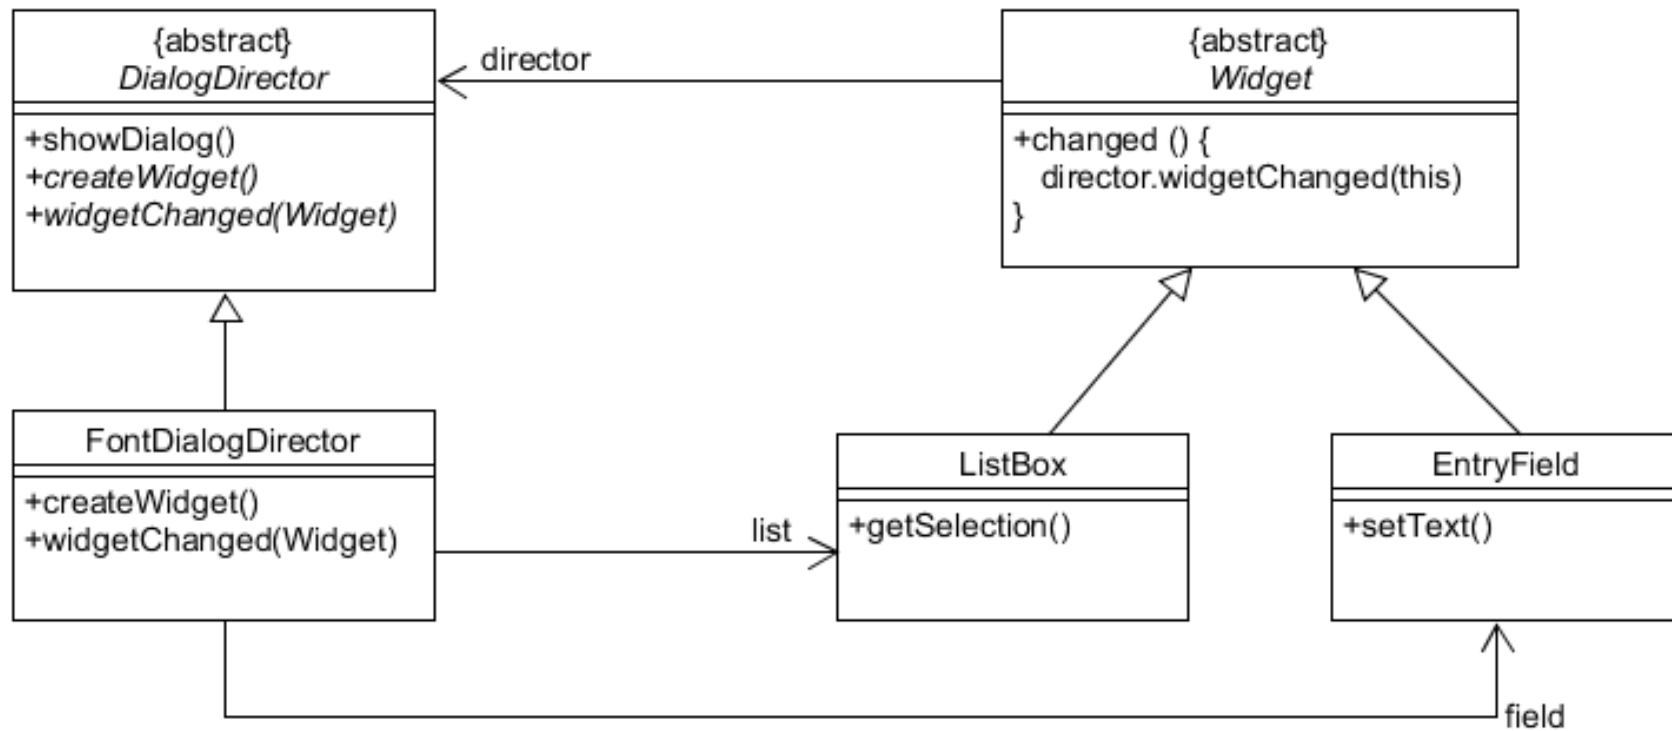 {abstract}
DialogDirector
+showDialog()
+createWidget()
+widgetChanged(Widget)
director
{abstract}
Widget
+changed () {
director.widgetChanged(this)
}
FontDialogDirector
+createWidget()
+widgetChanged(Widget)
list
ListBox
+getSelection()
EntryField
+setText()
field